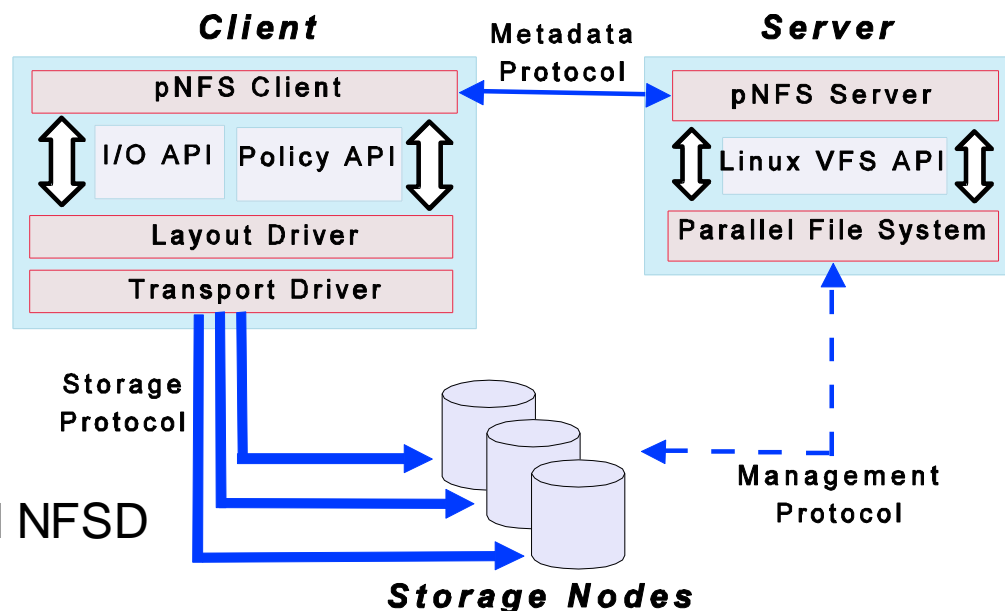 Client
Metadata
Protocol
Server
pNFS Client
pNFS Server
I/O API
Policy API
Linux VFS API
Layout Driver
Parallel File System
Transport Driver
Storage
Protocol
Management
Protocol
NFSD
Storage Nodes